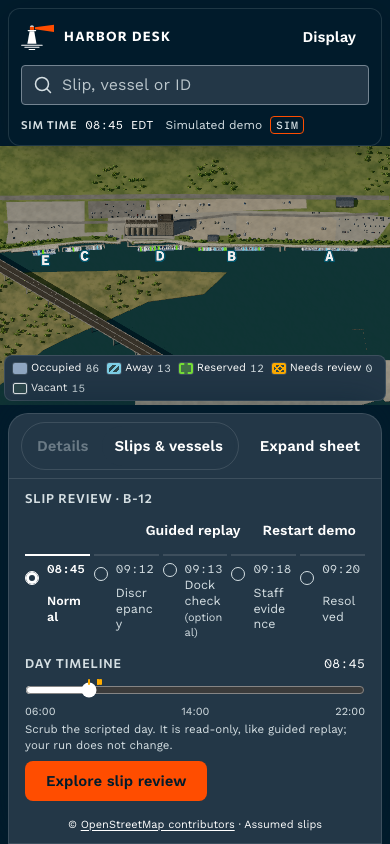 HARBOR DESK
Display
Slip, vessel or ID
SIM TIME 08:45 EDT Simulated demo SIM
E C D B A
Occupied 86 Away 13 Reserved 12 Needs review 0
Vacant 15
Details Slips & vessels Expand sheet
SLIP REVIEW · B-12
Guided replay Restart demo
08:45 09:12 09:13 09:18 09:20
Norm
al
Discr
epanc
y
Dock
check
(option
al)
Staff
evide
nce
Resol
ved
DAY TIMELINE 08:45
06:00 14:00 22:00
Scrub the scripted day. It is read-only, like guided replay;
your run does not change.
Explore slip review
© OpenStreetMap contributors · Assumed slips